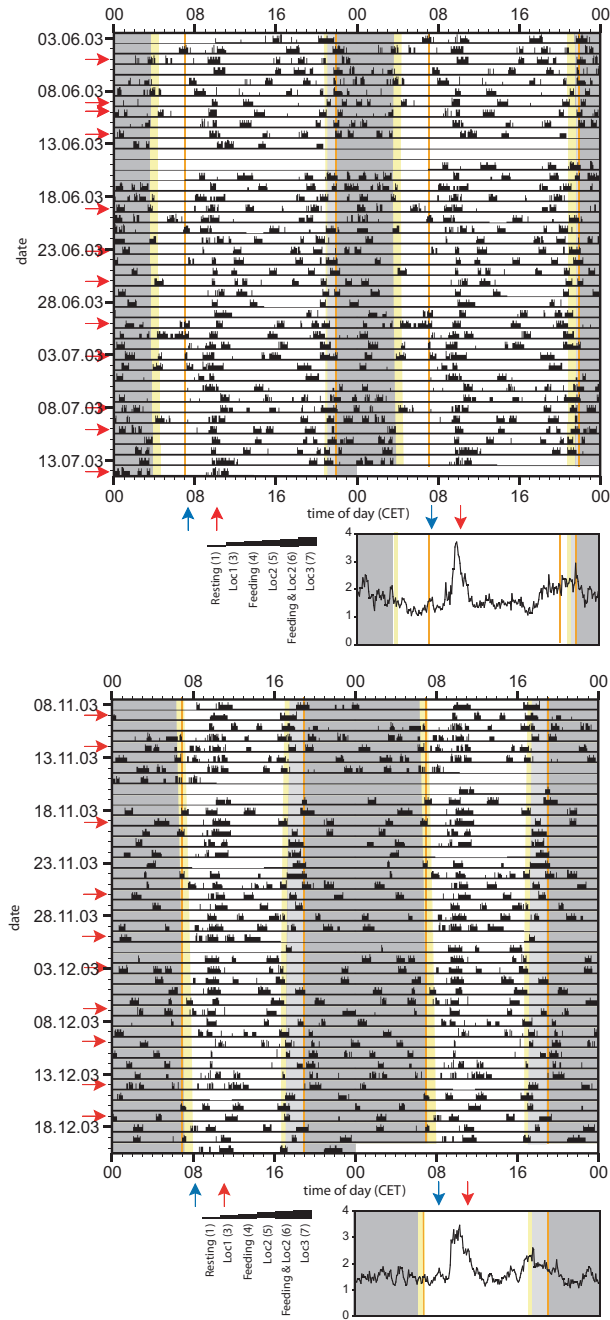 00 08 16 00 08 16 00
03.06.03
08.06.03
13.06.03
18.06.03
23.06.03
28.06.03
03.07.03
08.07.03
13.07.03
date
00 08 16 00 08 16 00
time of day (CET)
Resting (1)
Loc1 (3)
Feeding (4)
Loc2 (5)
Feeding & Loc2 (6)
Loc3 (7)
4
3
2
1
0
00 08 16 00 08 16 00
08.11.03
13.11.03
18.11.03
23.11.03
28.11.03
03.12.03
08.12.03
13.12.03
18.12.03
date
00 08 16 00 08 16 00
time of day (CET)
Resting (1)
Loc1 (3)
Feeding (4)
Loc2 (5)
Feeding & Loc2 (6)
Loc3 (7)
4
3
2
1
0